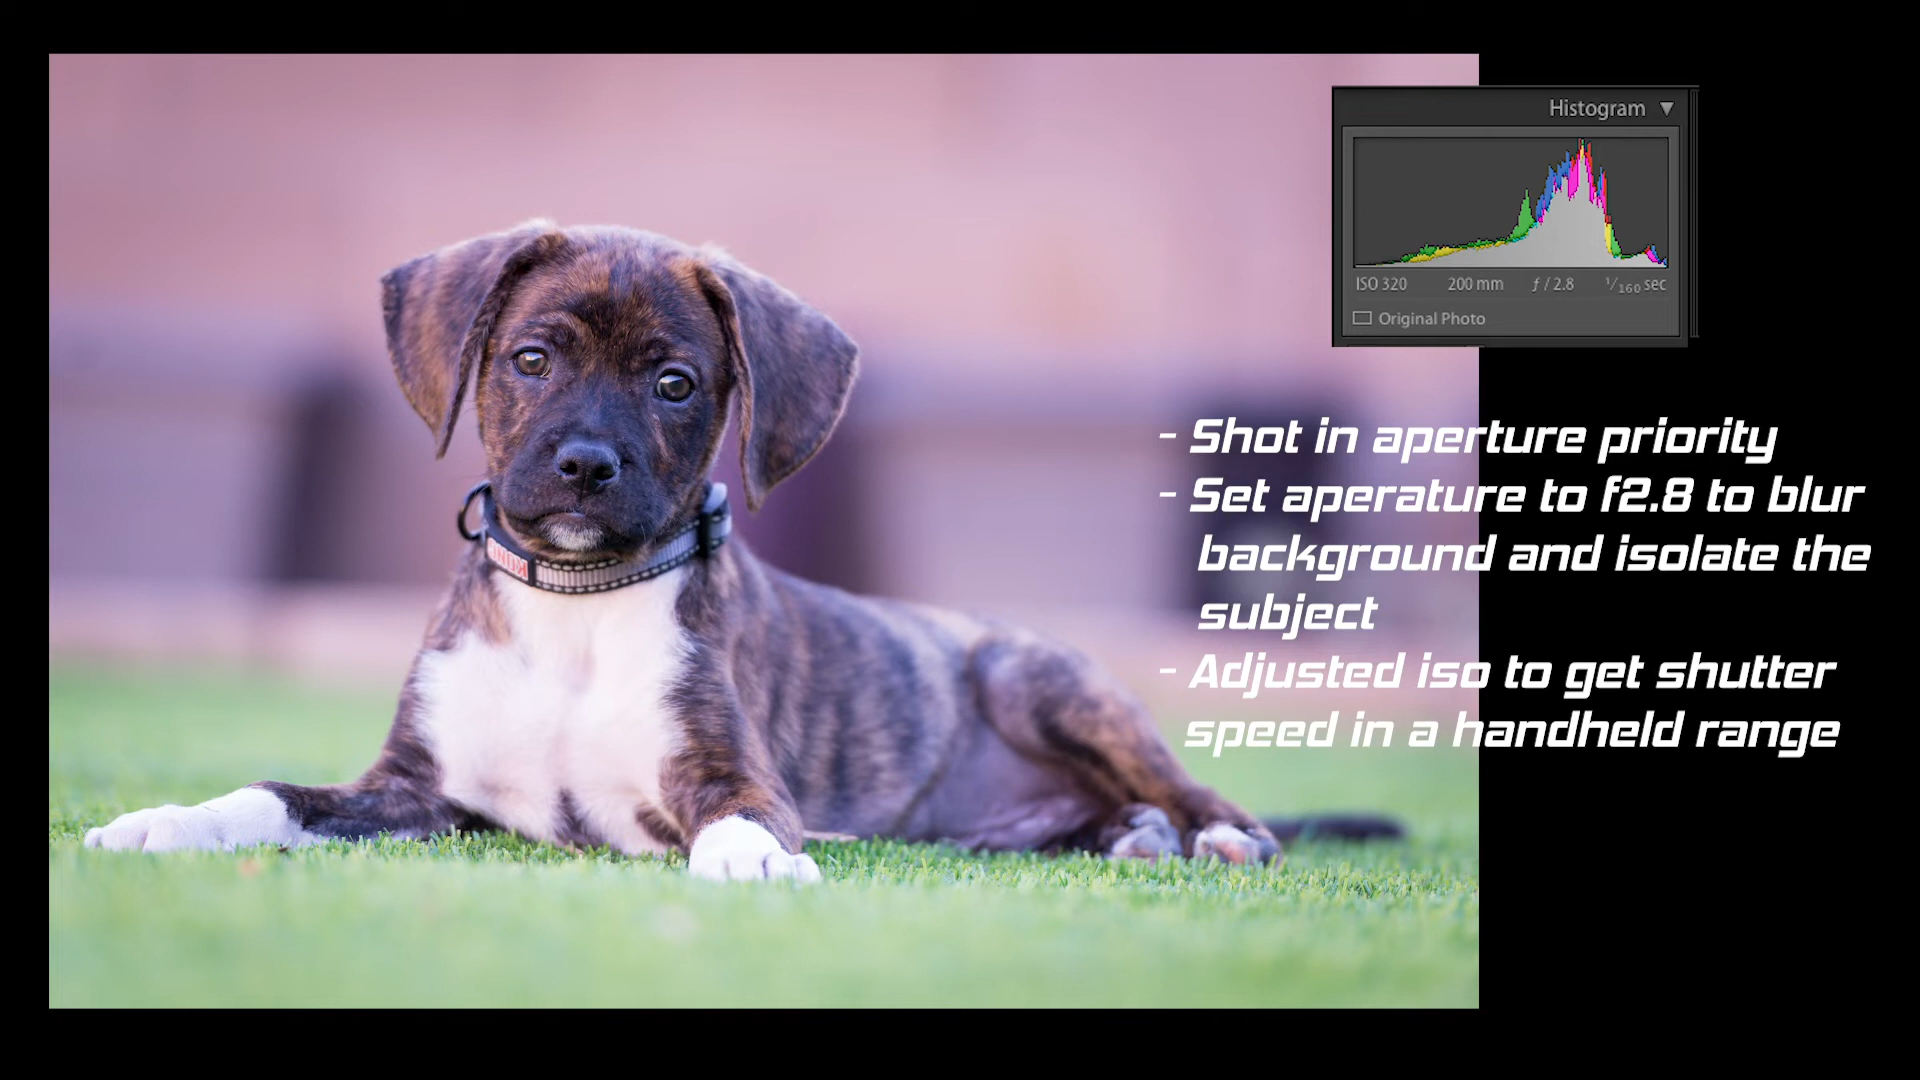 Histogram
ISO 320 200 mm ƒ / 2.8 1/160 sec
Original Photo
- Shot in aperture priority
- Set aperature to f2.8 to blur
background and isolate the
subject
- Adjusted iso to get shutter
speed in a handheld range
KONG